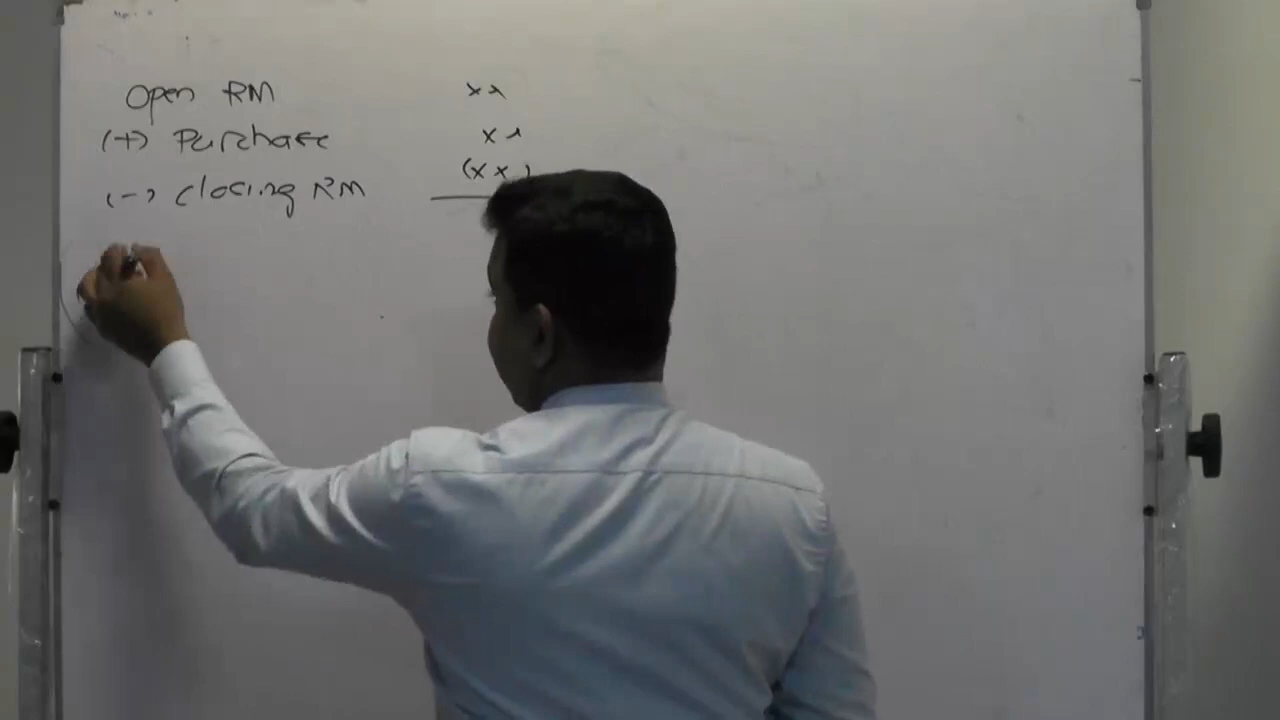 Open RM xx
(+) Purchase xx
(-) Closing RM (xx)